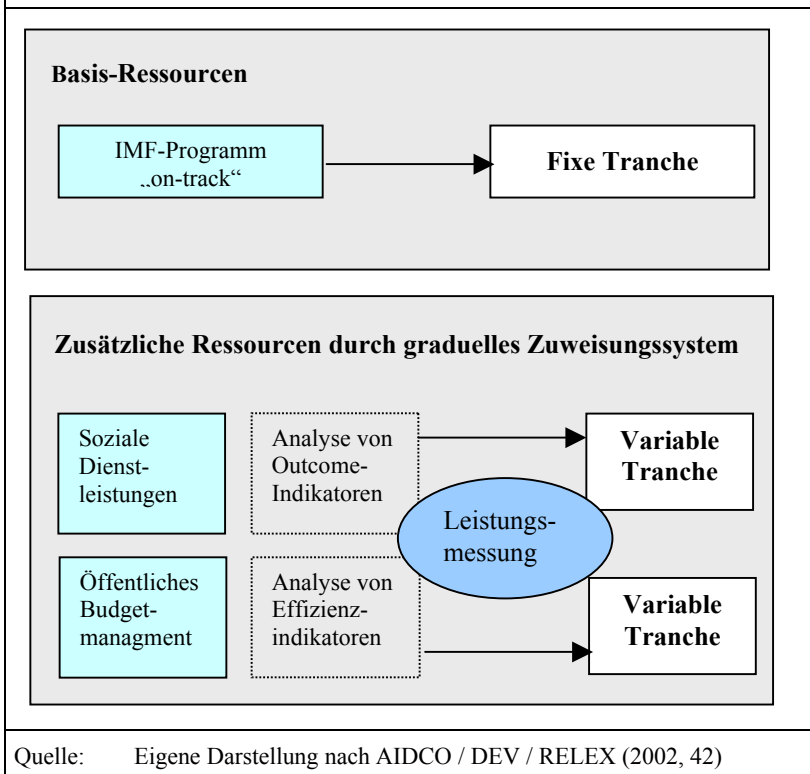 Basis-Ressourcen
IMF-Programm
„on-track“
Fixe Tranche
Zusätzliche Ressourcen durch graduelles Zuweisungssystem
Soziale
Dienst-
leistungen
Analyse von
Outcome-
Indikatoren
Variable
Tranche
Leistungs-
messung
Öffentliches
Budget-
managment
Analyse von
Effizienz-
indikatoren
Variable
Tranche
Quelle: Eigene Darstellung nach AIDCO / DEV / RELEX (2002, 42)